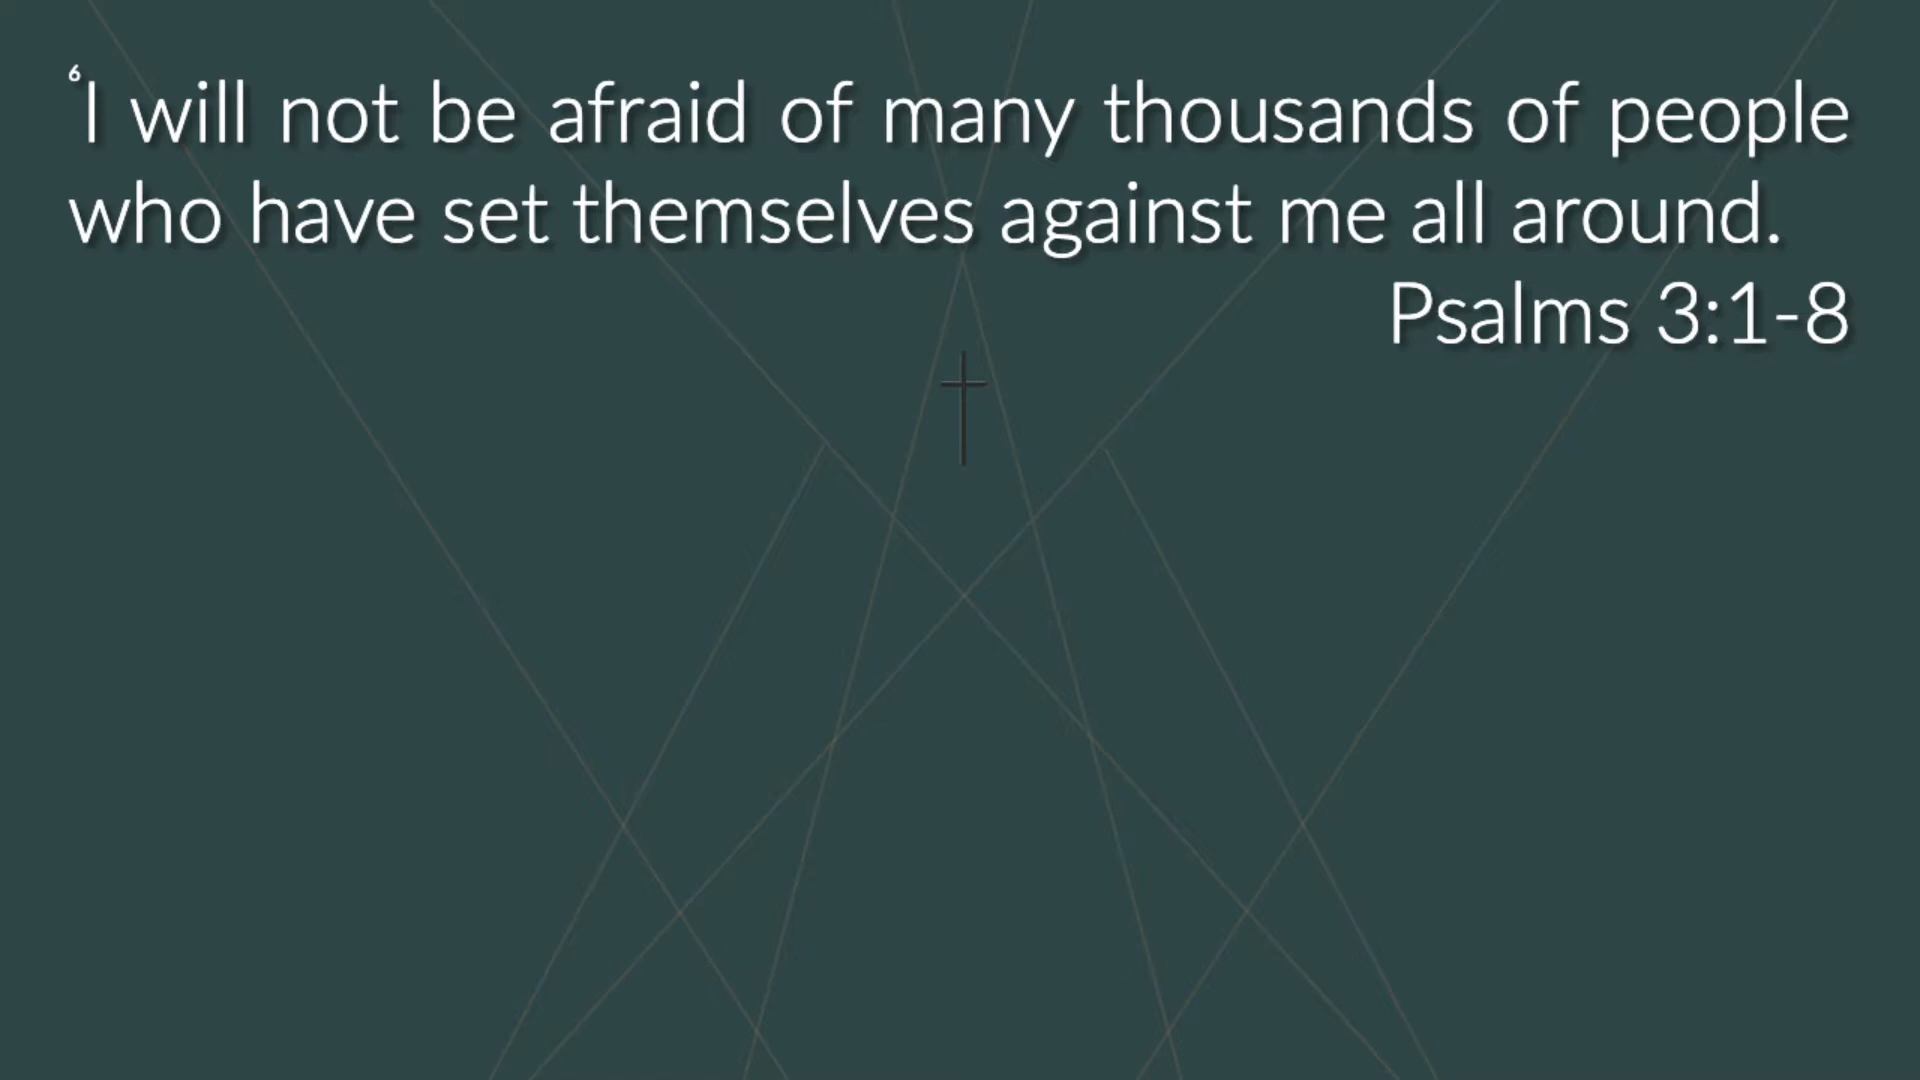 6 I will not be afraid of many thousands of people
who have set themselves against me all around.
Psalms 3:1-8